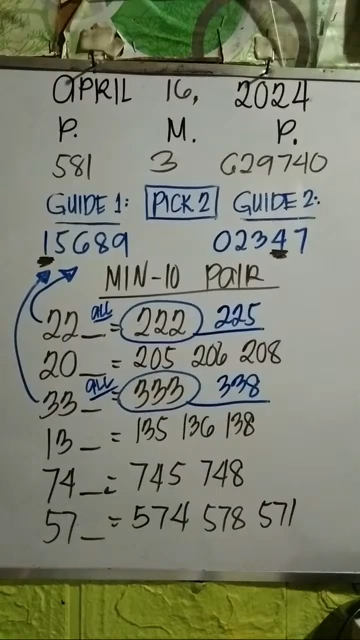 APRIL 16, 2024
P. M. P.
581 3 629740
GUIDE 1: PICK 2 GUIDE 2:
15689 02347
MIN-10 PAIR
22_ all = 222 225
20_ = 205 206 208
33_ all = 333 338
13_ = 135 136 138
74_ = 745 748
57_ = 574 578 571